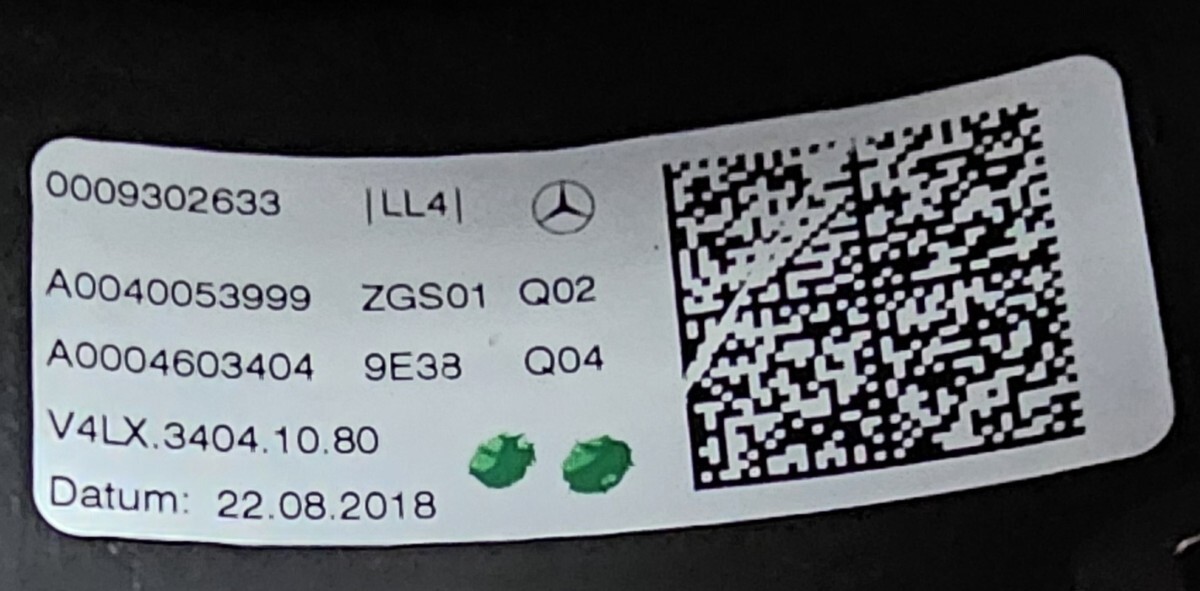 0009302633 |LL4|
A0040053999 ZGS01 Q02
A0004603404 9E38 Q04
V4LX.3404.10.80
Datum: 22.08.2018